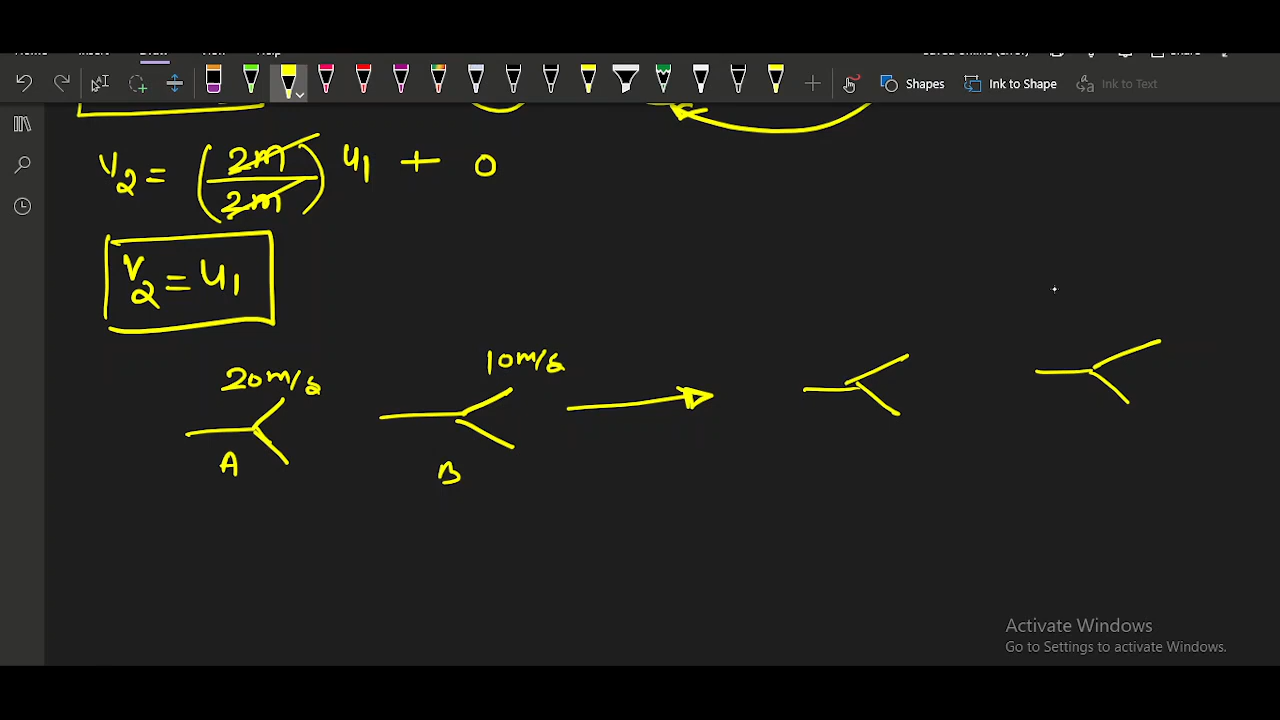 Shapes Ink to Shape Ink to Text
V2 = (2m/2m) u1 + 0
V2 = u1
20m/s 10m/s
A B
Activate Windows
Go to Settings to activate Windows.